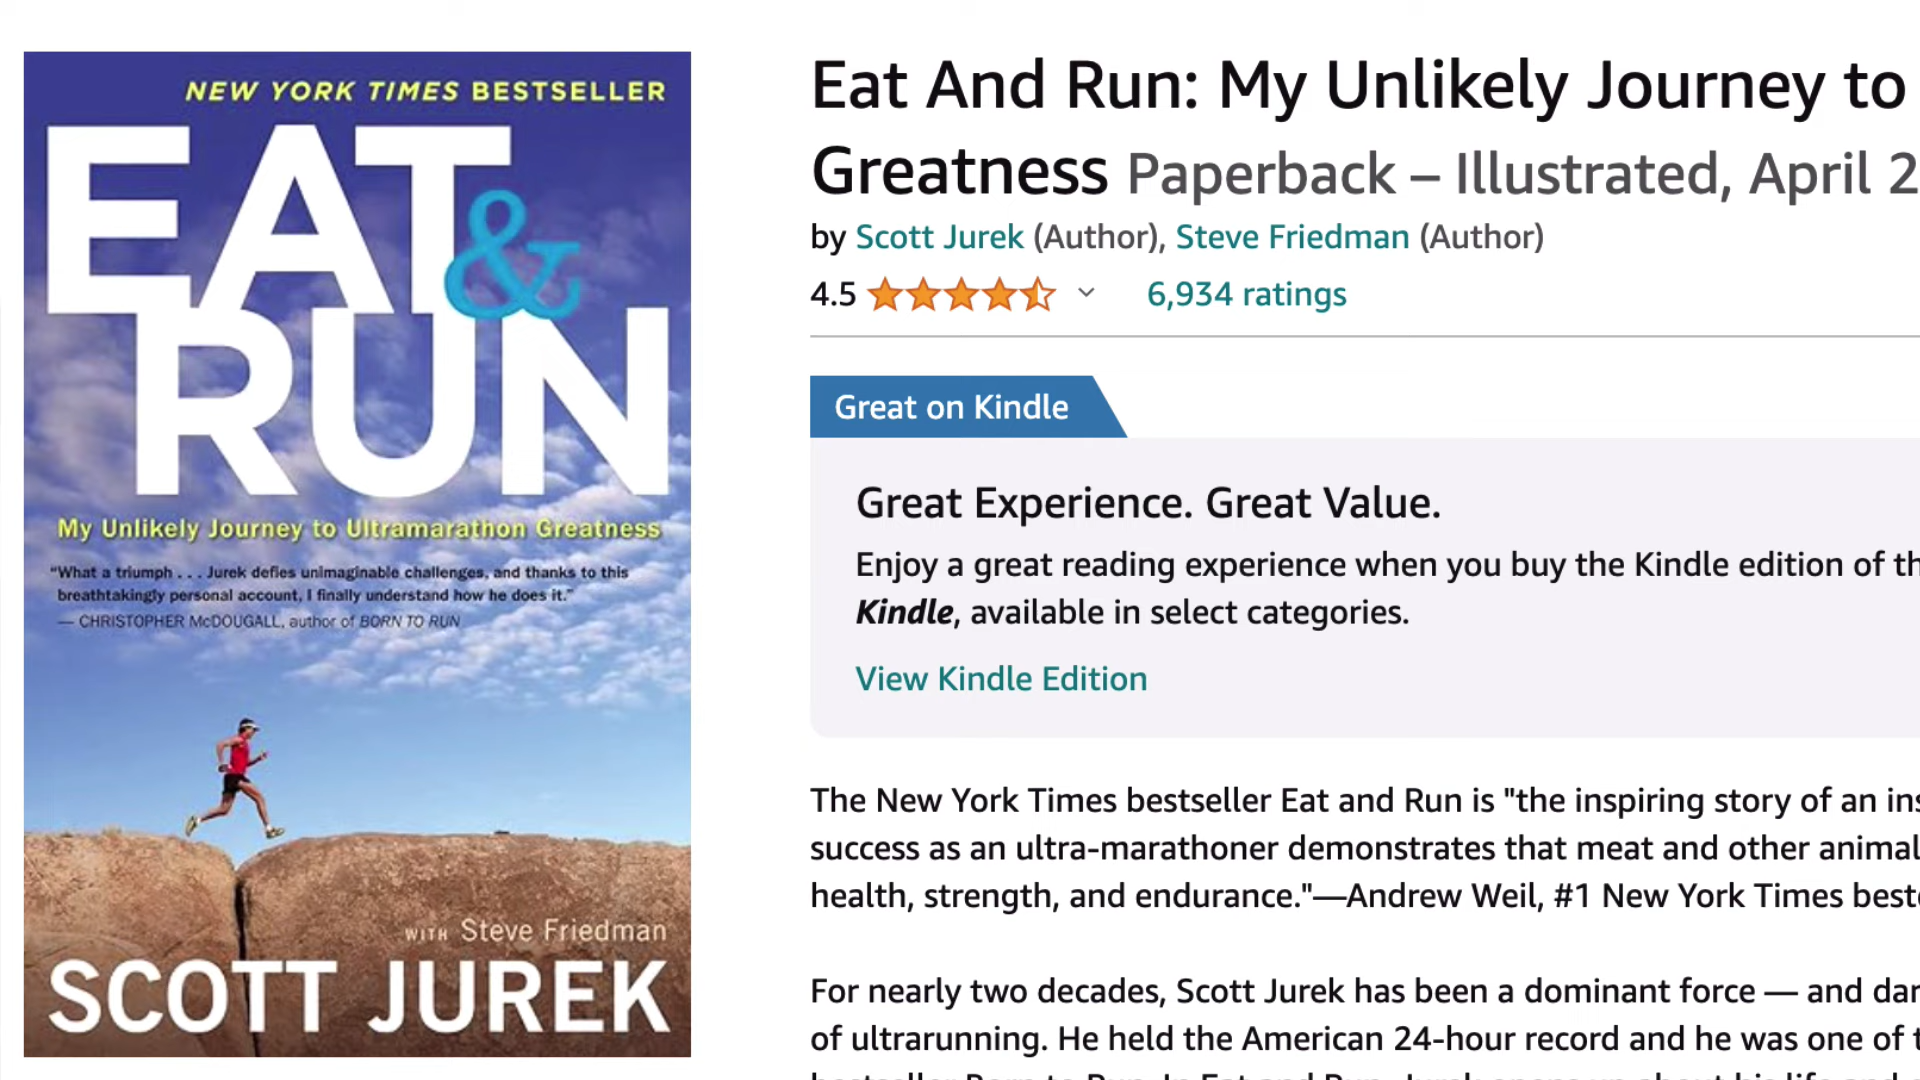 NEW YORK TIMES BESTSELLER
EAT
&
RUN
My Unlikely Journey to Ultramarathon Greatness
"What a triumph . . . Jurek defies unimaginable challenges, and thanks to this
breathtakingly personal account, I finally understand how he does it."
— CHRISTOPHER McDOUGALL, author of BORN TO RUN
WITH Steve Friedman
SCOTT JUREK
Eat And Run: My Unlikely Journey to
Greatness Paperback – Illustrated, April 2
by Scott Jurek (Author), Steve Friedman (Author)
4.5 6,934 ratings
Great on Kindle
Great Experience. Great Value.
Enjoy a great reading experience when you buy the Kindle edition of th
Kindle, available in select categories.
View Kindle Edition
The New York Times bestseller Eat and Run is "the inspiring story of an ins
success as an ultra-marathoner demonstrates that meat and other animal
health, strength, and endurance."—Andrew Weil, #1 New York Times bests
For nearly two decades, Scott Jurek has been a dominant force — and dar
of ultrarunning. He held the American 24-hour record and he was one of t